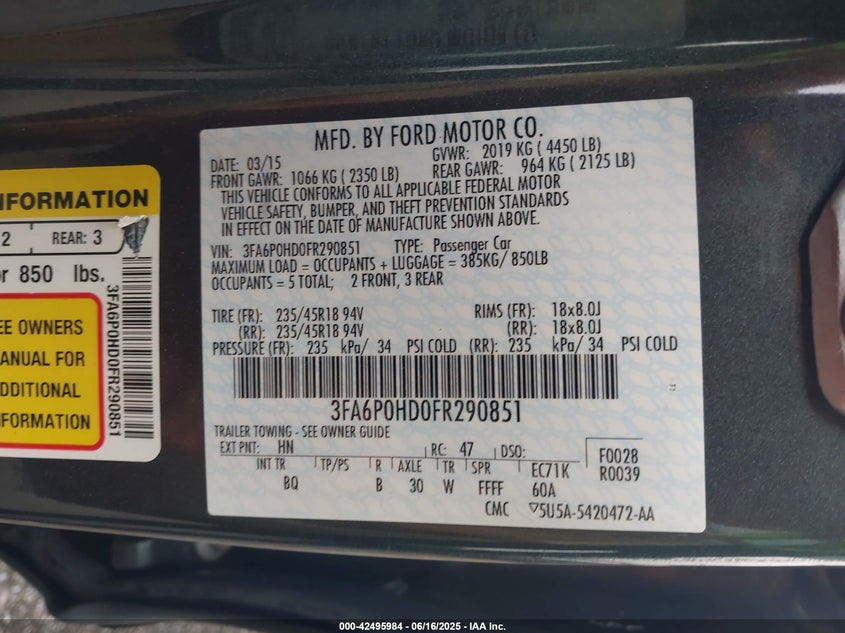 MFD. BY FORD MOTOR CO.
DATE: 03/15
GVWR: 2019 KG ( 4450 LB)
FRONT GAWR: 1066 KG ( 2350 LB)
REAR GAWR: 964 KG ( 2125 LB)
THIS VEHICLE CONFORMS TO ALL APPLICABLE FEDERAL MOTOR
VEHICLE SAFETY, BUMPER, AND THEFT PREVENTION STANDARDS
IN EFFECT ON THE DATE OF MANUFACTURE SHOWN ABOVE.
VIN: 3FA6P0HD0FR290851 TYPE: Passenger Car
MAXIMUM LOAD = OCCUPANTS + LUGGAGE = 385KG/ 850LB
OCCUPANTS = 5 TOTAL; 2 FRONT, 3 REAR
TIRE (FR): 235/45R18 94V RIMS (FR): 18x8.0J
(RR): 235/45R18 94V (RR): 18x8.0J
PRESSURE (FR): 235 kPa/ 34 PSI COLD (RR): 235 kPa/ 34 PSI COLD
3FA6P0HD0FR290851
TRAILER TOWING - SEE OWNER GUIDE
EXT PNT: HN RC: 47 DSO:
F0028
R0039
INT TR TP/PS R AXLE TR SPR EC71K
BQ B 30 W FFFF 60A
CMC ▽5U5A-5420472-AA
NFORMATION
2 REAR: 3
or 850 lbs.
EE OWNERS
ANUAL FOR
DDITIONAL
NFORMATION
3FA6P0HD0FR290851
000-42495984 - 06/16/2025 - IAA Inc.